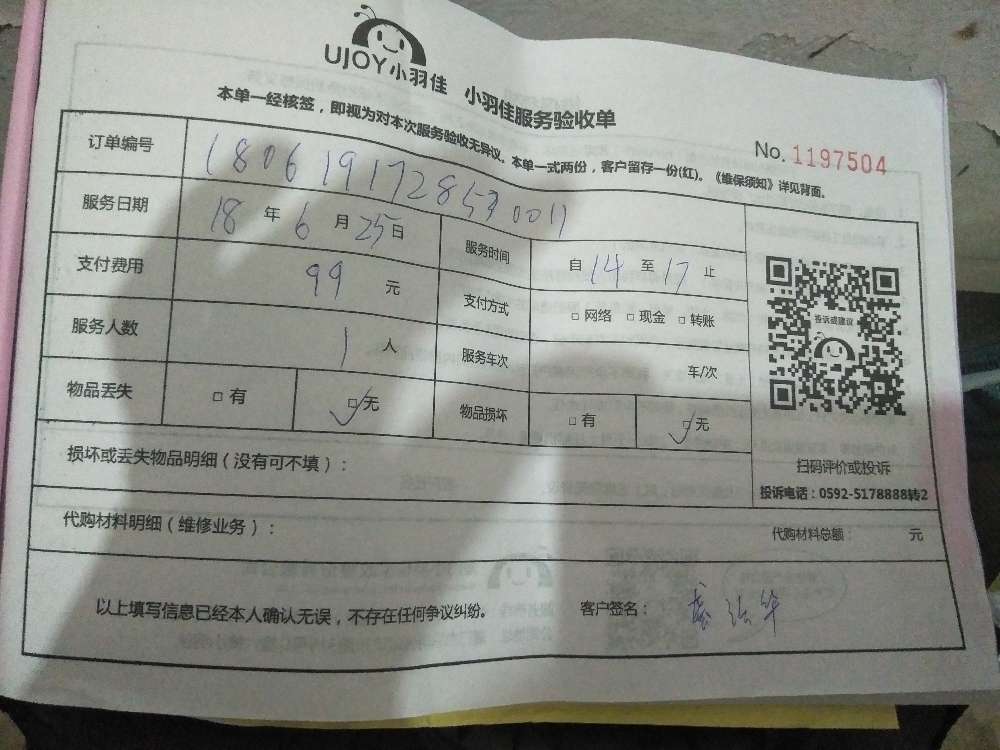 UJOY小羽佳 小羽佳服务验收单
本单一经核签，即视为对本次服务验收无异议。本单一式两份，客户留存一份(红)。《维保须知》详见背面。
No. 1197504
订单编号
服务日期 18 年 6 月 25 日 服务时间 自 14 至 17 止
支付费用 99 元 支付方式 □ 网络 □ 现金 □ 转账
服务人数 1 人 服务车次 车/次
物品丢失 □ 有 □ 无 物品损坏 □ 有 □ 无
投诉或建议
扫码评价或投诉
投诉电话：0592-5178888转2
损坏或丢失物品明细（没有可不填）：
代购材料明细（维修业务）： 代购材料总额： 元
以上填写信息已经本人确认无误，不存在任何争议纠纷。 客户签名：